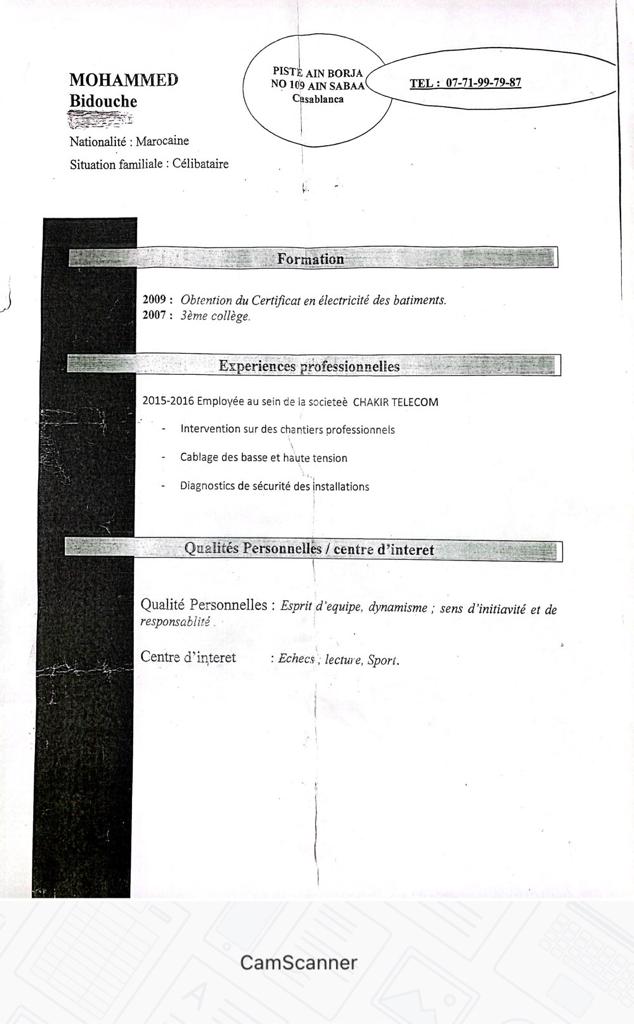 MOHAMMED
Bidouche
PISTE AIN BORJA
NO 109 AIN SABAA
Casablanca
TEL : 07-71-99-79-87
Nationalité : Marocaine
Situation familiale : Célibataire
Formation
2009 : Obtention du Certificat en électricité des batiments.
2007 : 3ème collège.
Experiences professionnelles
2015-2016 Employée au sein de la societeè CHAKIR TELECOM
- Intervention sur des chantiers professionnels
- Cablage des basse et haute tension
- Diagnostics de sécurité des installations
Qualités Personnelles / centre d'interet
Qualité Personnelles : Esprit d'equipe, dynamisme ; sens d'initiavité et de
responsablité .
Centre d'interet : Echecs , lecture, Sport.
CamScanner